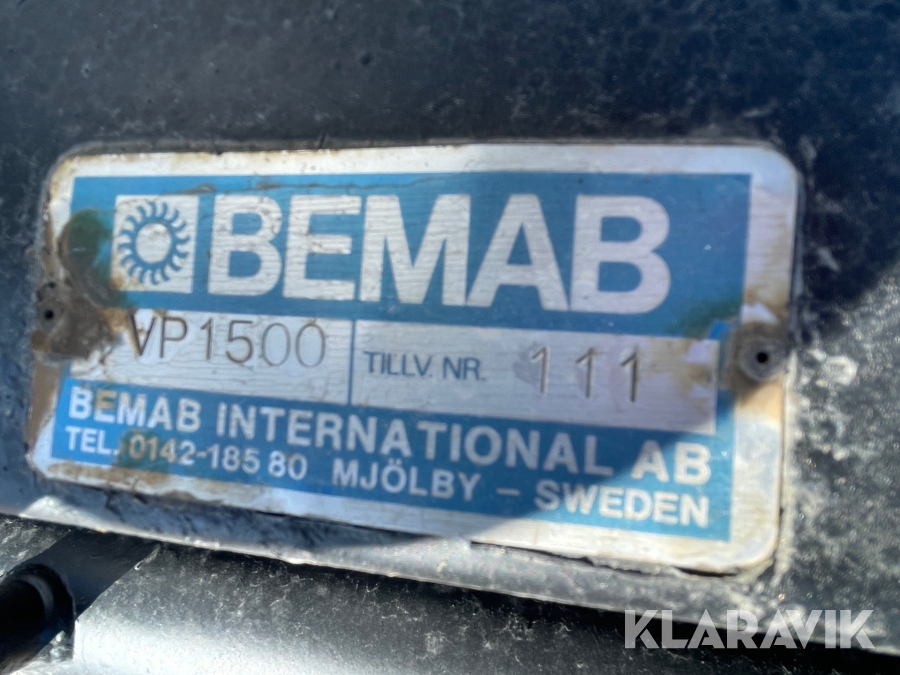 BEMAB
VP1500 TILLV. NR. 111
BEMAB INTERNATIONAL AB
TEL. 0142-185 80 MJÖLBY - SWEDEN
KLARAVIK